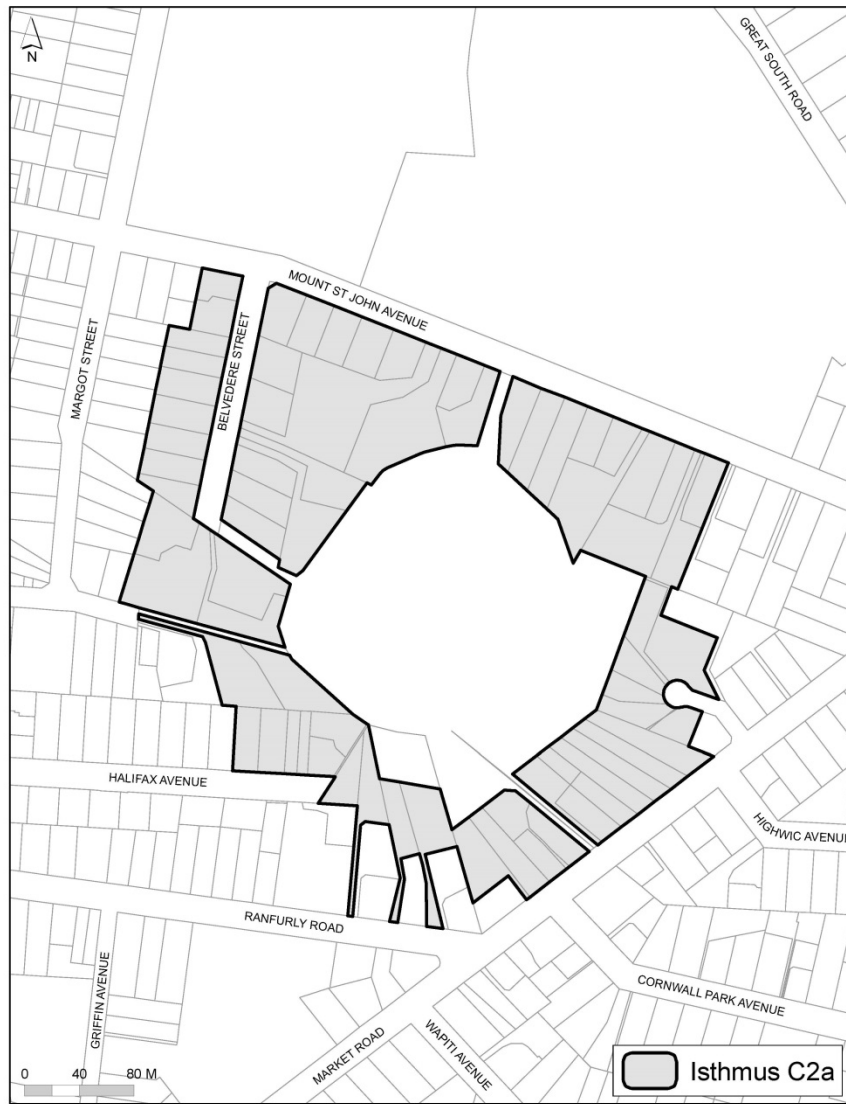 N
GREAT SOUTH ROAD
MOUNT ST JOHN AVENUE
MARGOT STREET
BELVEDERE STREET
HALIFAX AVENUE
HIGHWIC AVENUE
RANFURLY ROAD
GRIFFIN AVENUE
CORNWALL PARK AVENUE
MARKET ROAD
WAPITI AVENUE
0 40 80 M
Isthmus C2a